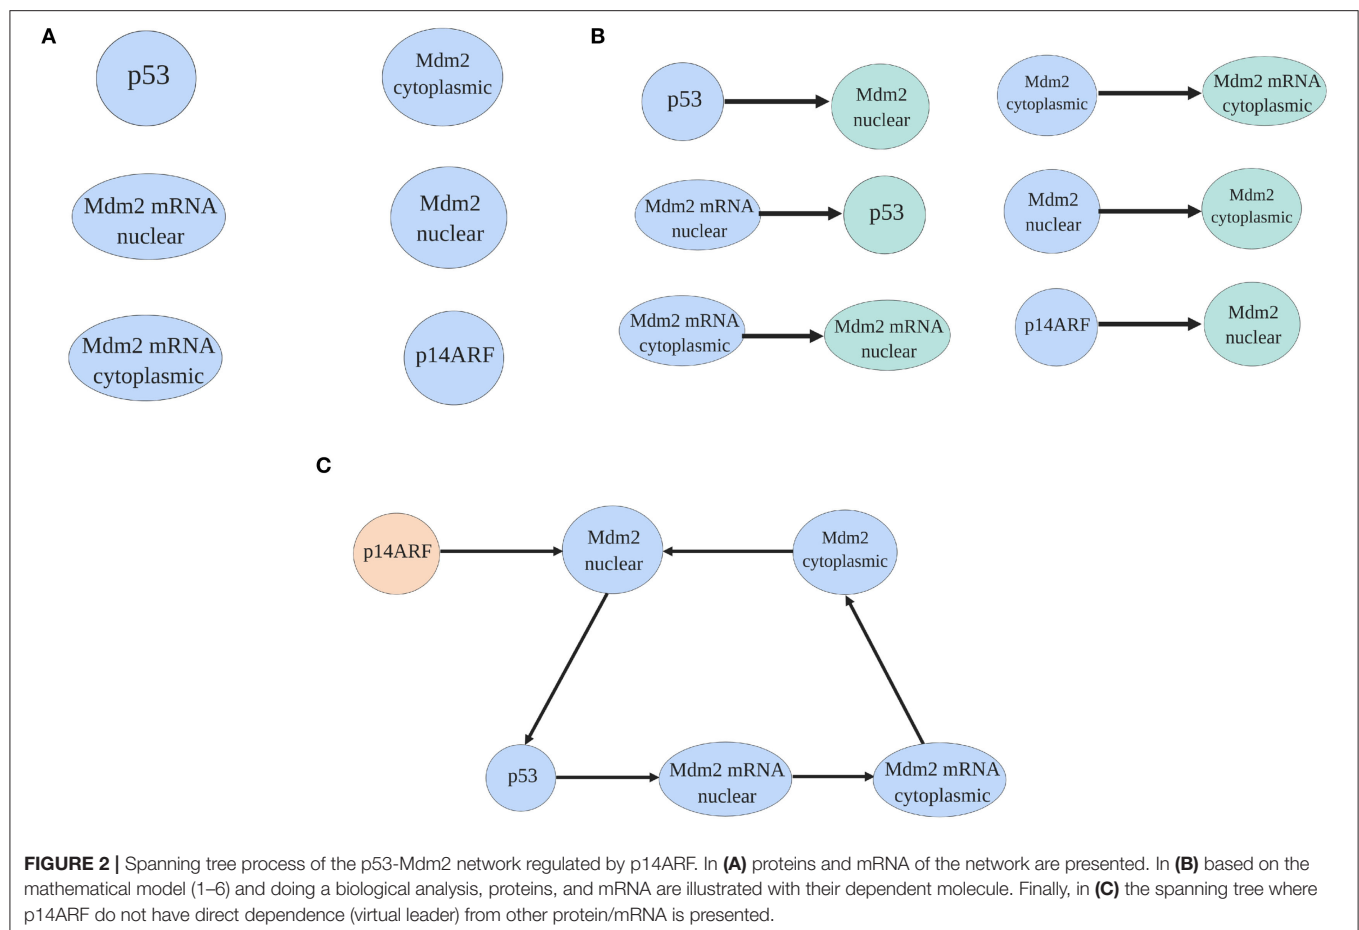 A
p53
Mdm2
cytoplasmic
Mdm2 mRNA
nuclear
Mdm2
nuclear
Mdm2 mRNA
cytoplasmic
p14ARF
B
p53
Mdm2
nuclear
Mdm2
cytoplasmic
Mdm2 mRNA
cytoplasmic
Mdm2 mRNA
nuclear
p53
Mdm2
nuclear
Mdm2
cytoplasmic
Mdm2 mRNA
cytoplasmic
Mdm2 mRNA
nuclear
p14ARF
Mdm2
nuclear
C
p14ARF
Mdm2
nuclear
Mdm2
cytoplasmic
p53
Mdm2 mRNA
nuclear
Mdm2 mRNA
cytoplasmic
FIGURE 2 | Spanning tree process of the p53-Mdm2 network regulated by p14ARF. In (A) proteins and mRNA of the network are presented. In (B) based on the
mathematical model (1–6) and doing a biological analysis, proteins, and mRNA are illustrated with their dependent molecule. Finally, in (C) the spanning tree where
p14ARF do not have direct dependence (virtual leader) from other protein/mRNA is presented.